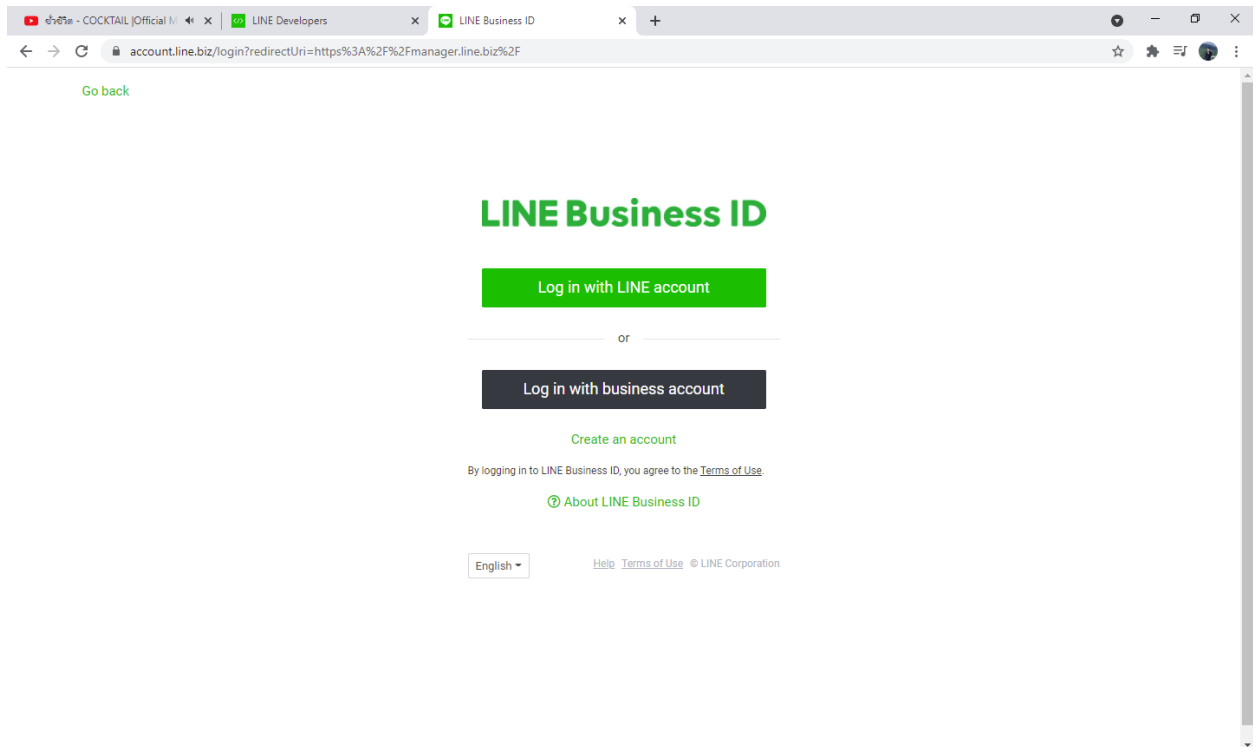 ช้ำชีวิต - COCKTAIL |Official M
LINE Developers
LINE Business ID
account.line.biz/login?redirectUri=https%3A%2F%2Fmanager.line.biz%2F
Go back
LINE Business ID
Log in with LINE account
or
Log in with business account
Create an account
By logging in to LINE Business ID, you agree to the Terms of Use.
About LINE Business ID
English
Help Terms of Use © LINE Corporation